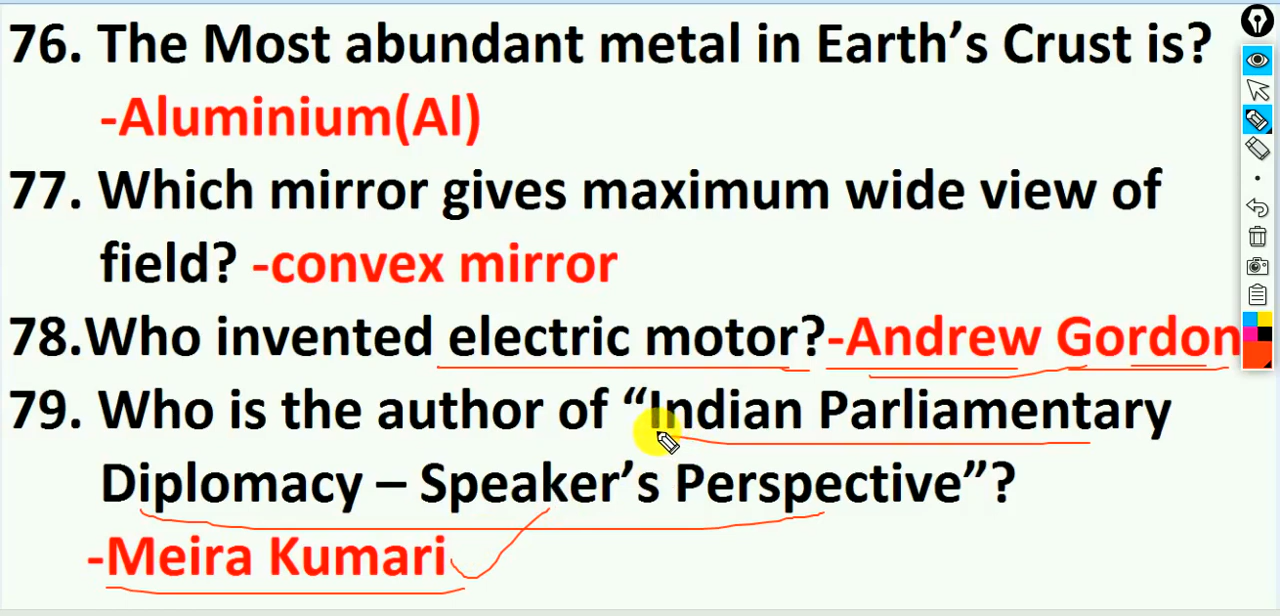 76. The Most abundant metal in Earth's Crust is?
-Aluminium(Al)
77. Which mirror gives maximum wide view of
field? -convex mirror
78.Who invented electric motor?-Andrew Gordon
79. Who is the author of “Indian Parliamentary
Diplomacy – Speaker's Perspective”?
-Meira Kumari